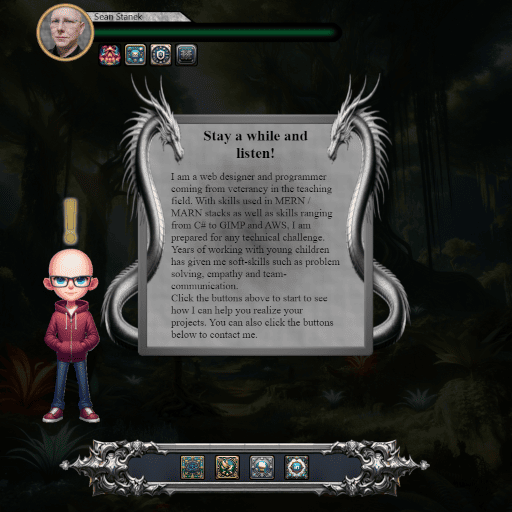 Sean Stanek
Stay a while and
listen!
I am a web designer and programmer
coming from veterancy in the teaching
field. With skills used in MERN /
MARN stacks as well as skills ranging
from C# to GIMP and AWS, I am
prepared for any technical challenge.
Years of working with young children
has given me soft-skills such as problem
solving, empathy and team-
communication.
Click the buttons above to start to see
how I can help you realize your
projects. You can also click the buttons
below to contact me.